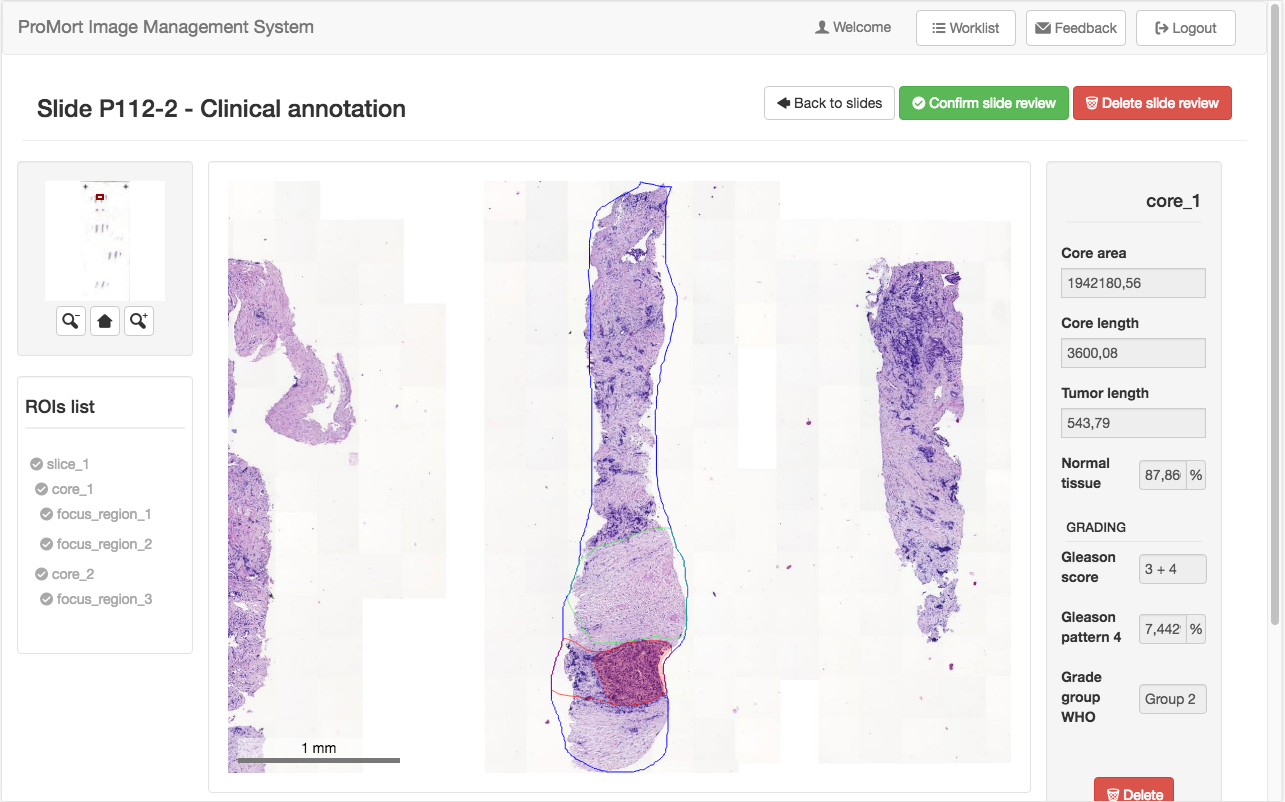 ProMort Image Management System
Welcome
Worklist
Feedback
Logout
Slide P112-2 - Clinical annotation
Back to slides
Confirm slide review
Delete slide review
ROIs list
slice_1
core_1
focus_region_1
focus_region_2
core_2
focus_region_3
1 mm
core_1
Core area
1942180,56
Core length
3600,08
Tumor length
543,79
Normal
tissue
87,86
%
GRADING
Gleason
score
3 + 4
Gleason
pattern 4
7,442
%
Grade
group
WHO
Group 2
Delete